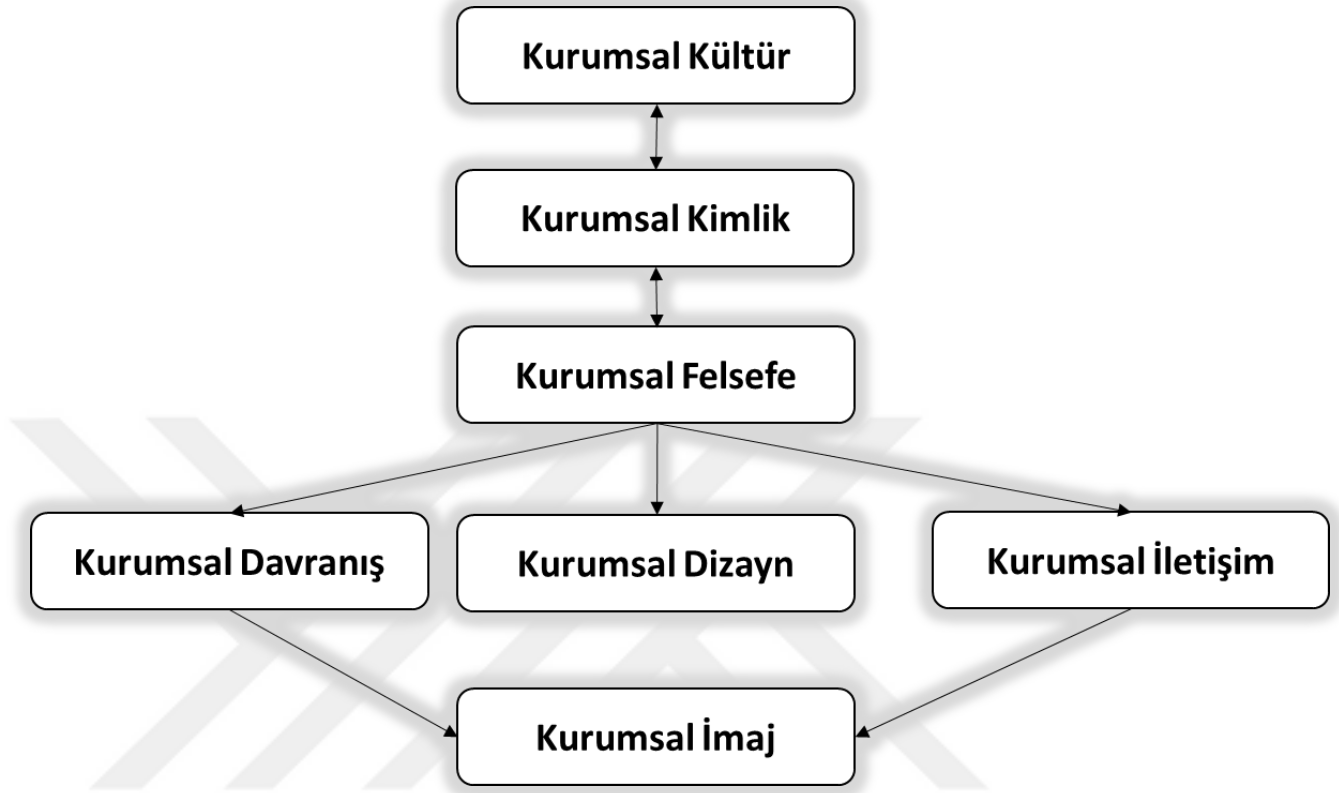 Kurumsal Kültür
Kurumsal Kimlik
Kurumsal Felsefe
Kurumsal Davranış
Kurumsal Dizayn
Kurumsal İletişim
Kurumsal İmaj